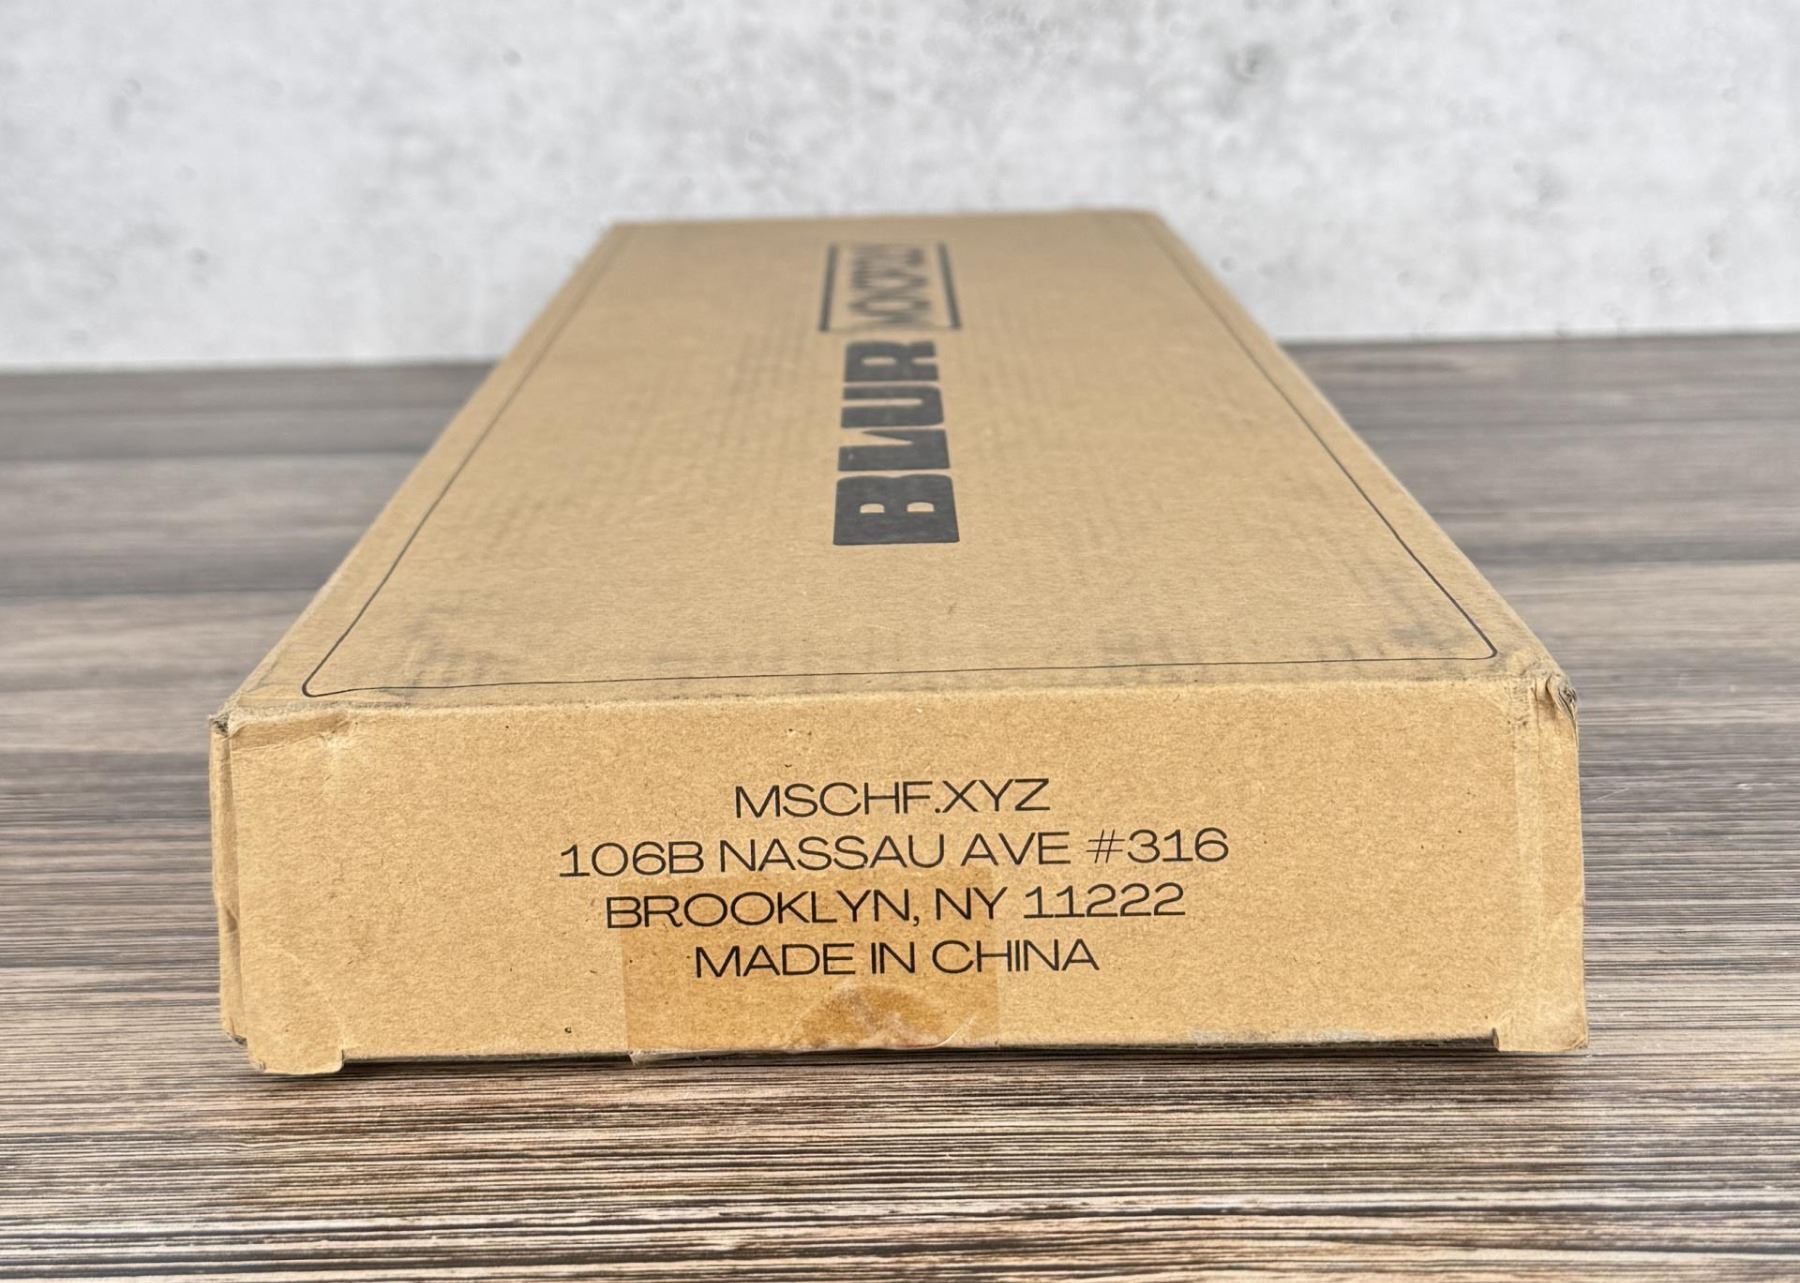 BLUR
MSCHF.XYZ
106B NASSAU AVE #316
BROOKLYN, NY 11222
MADE IN CHINA